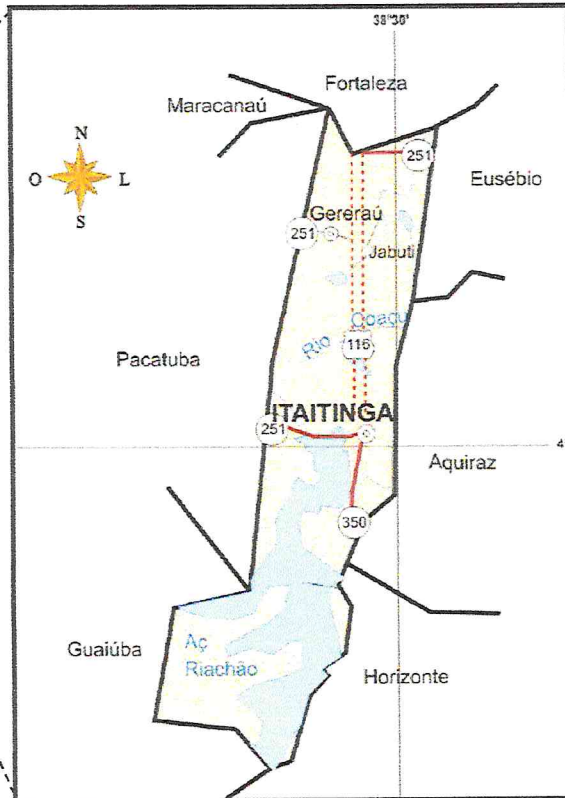 38°30'
Fortaleza
Maracanaú
N
O
L
S
251
Eusébio
Gereraú
251
Jabuti
Rio Coaçu
116
Pacatuba
ITAITINGA
251
4
Aquiraz
350
Guaiúba
Aç
Riachão
Horizonte